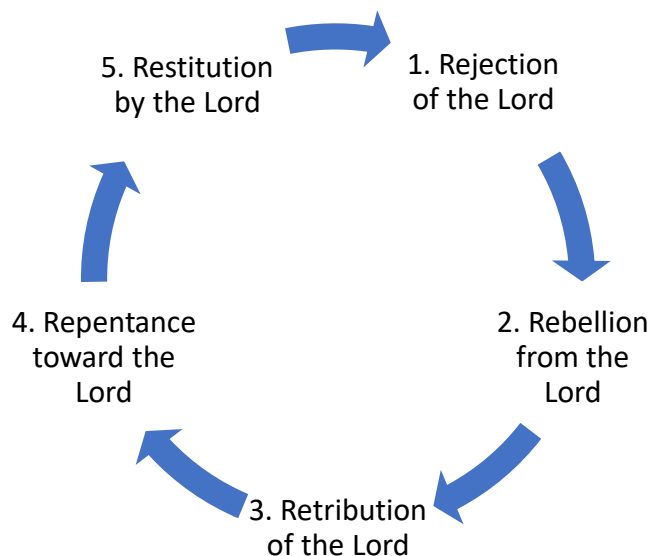 1. Rejection
of the Lord
2. Rebellion
from the
Lord
3. Retribution
of the Lord
4. Repentance
toward the
Lord
5. Restitution
by the Lord